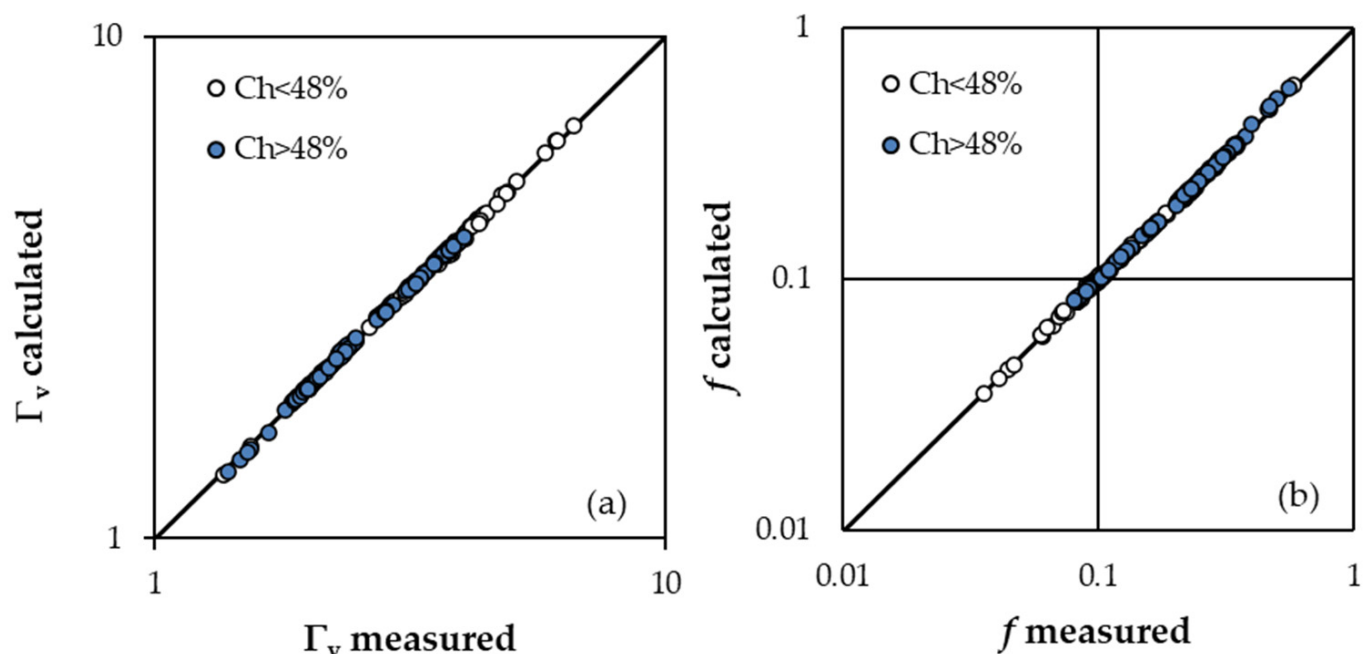 10
Ch<48%
Ch>48%
Γv calculated
(a)
1
1
10
Γv measured
1
Ch<48%
Ch>48%
f calculated
0.1
(b)
0.01
0.01
0.1
1
f measured